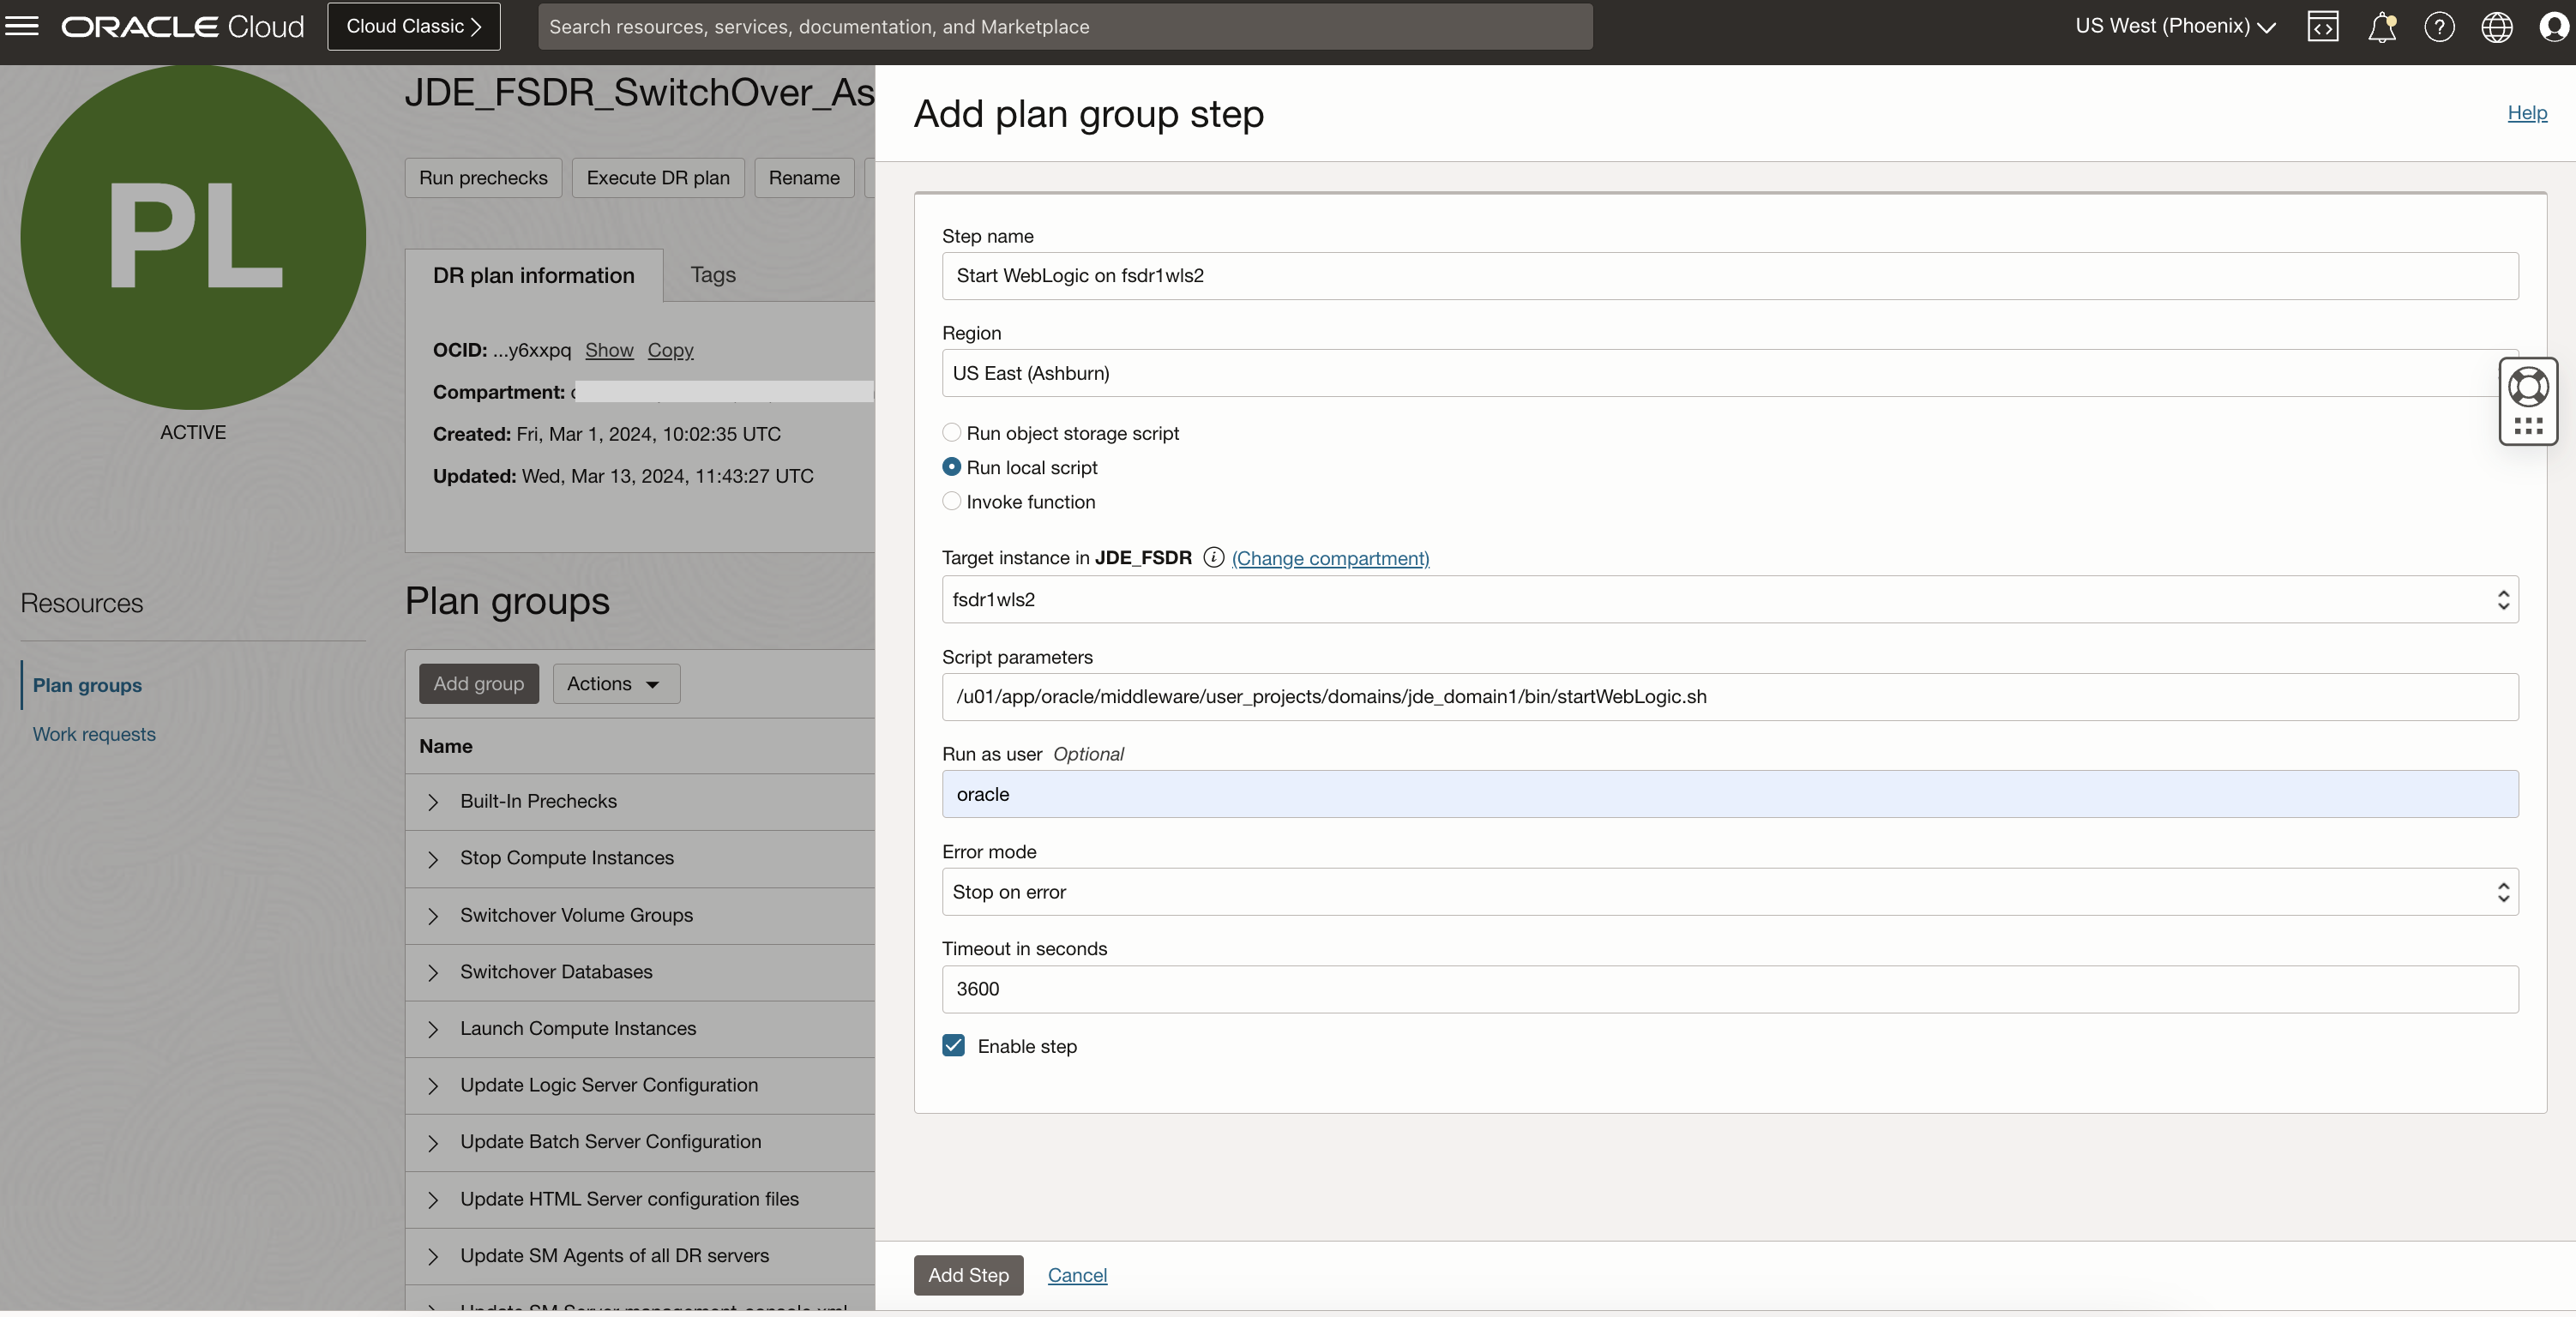 ORACLE Cloud
Cloud Classic
Search resources, services, documentation, and Marketplace
US West (Phoenix)
PL
ACTIVE
Resources
Plan groups
Work requests
JDE_FSDR_SwitchOver_As
Run prechecks
Execute DR plan
Rename
DR plan information
Tags
OCID: ...y6xxpq Show Copy
Compartment:
Created: Fri, Mar 1, 2024, 10:02:35 UTC
Updated: Wed, Mar 13, 2024, 11:43:27 UTC
Plan groups
Add group
Actions
Name
Built-In Prechecks
Stop Compute Instances
Switchover Volume Groups
Switchover Databases
Launch Compute Instances
Update Logic Server Configuration
Update Batch Server Configuration
Update HTML Server configuration files
Update SM Agents of all DR servers
Update SM Server management-console.xml
Add plan group step
Help
Step name
Start WebLogic on fsdr1wls2
Region
US East (Ashburn)
Run object storage script
Run local script
Invoke function
Target instance in JDE_FSDR (Change compartment)
fsdr1wls2
Script parameters
/u01/app/oracle/middleware/user_projects/domains/jde_domain1/bin/startWebLogic.sh
Run as user Optional
oracle
Error mode
Stop on error
Timeout in seconds
3600
Enable step
Add Step
Cancel